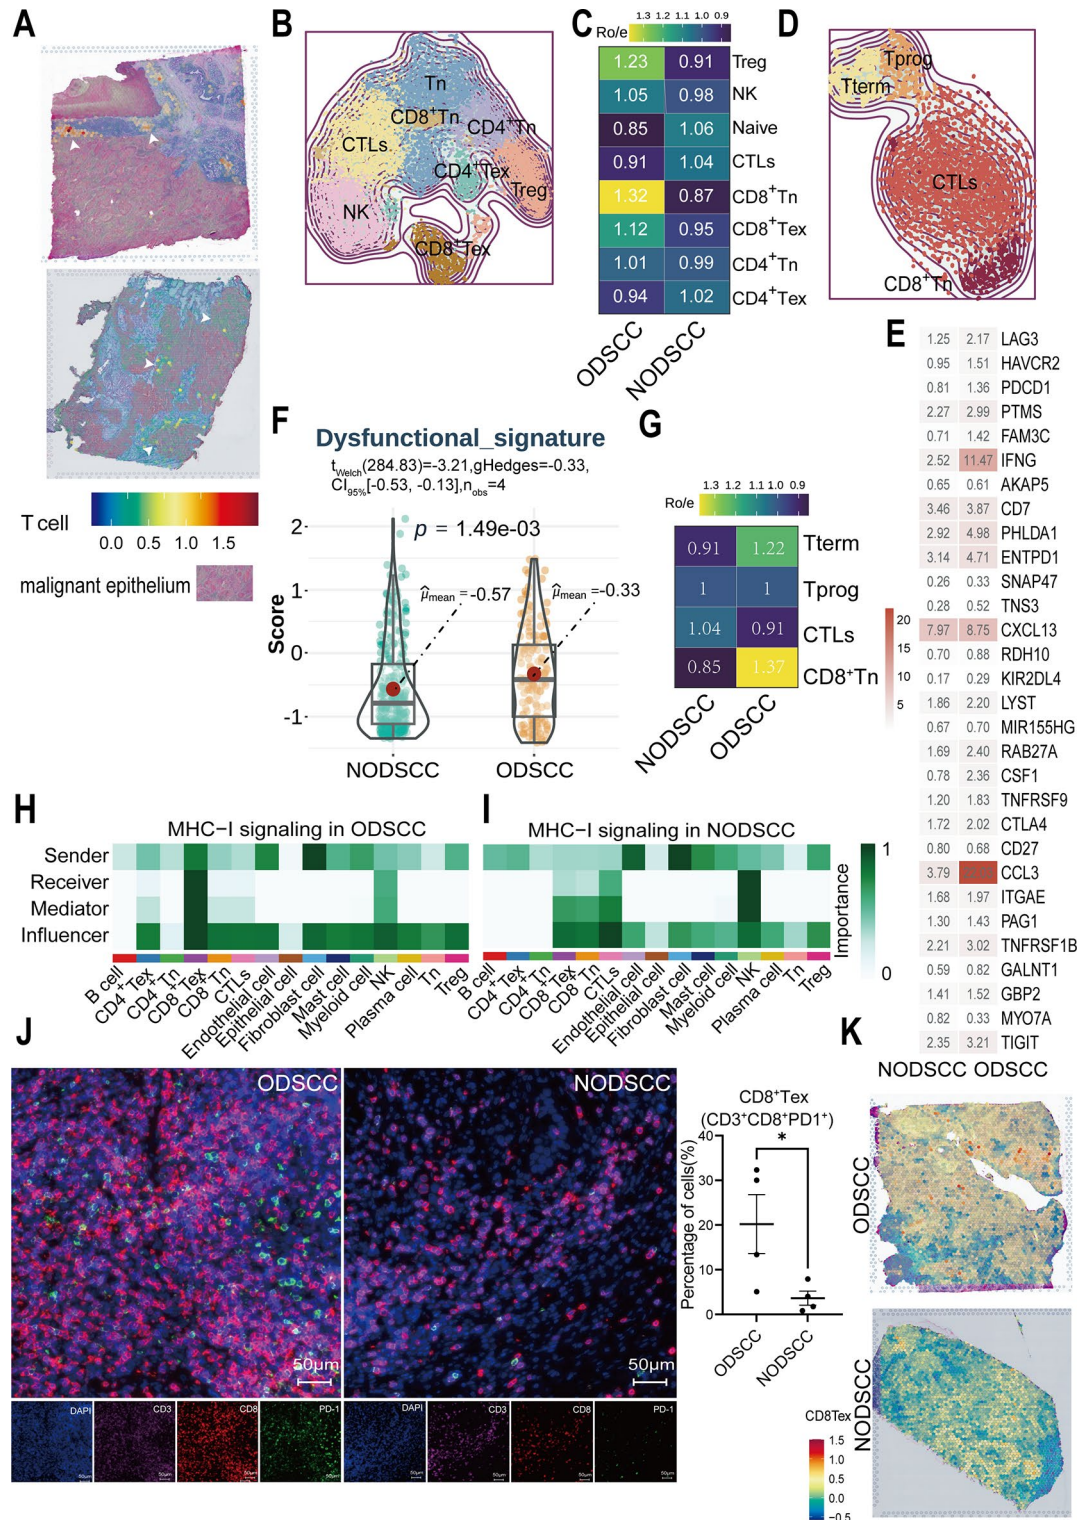 A
T cell
0.0 0.5 1.0 1.5
malignant epithelium
B
Tn
CD8+Tn
CD4+Tn
CTLs
CD4+Tex
Treg
NK
CD8+Tex
C
Ro/e
1.3 1.2 1.1 1.0 0.9
1.23 0.91 Treg
1.05 0.98 NK
0.85 1.06 Naive
0.91 1.04 CTLs
1.32 0.87 CD8+Tn
1.12 0.95 CD8+Tex
1.01 0.99 CD4+Tn
0.94 1.02 CD4+Tex
ODSCC NODSCC
D
Tprog
Tterm
CTLs
CD8+Tn
E
1.25 2.17 LAG3
0.95 1.51 HAVCR2
0.81 1.36 PDCD1
2.27 2.99 PTMS
0.71 1.42 FAM3C
2.52 11.47 IFNG
0.65 0.61 AKAP5
3.46 3.87 CD7
2.92 4.98 PHLDA1
3.14 4.71 ENTPD1
0.26 0.33 SNAP47
0.28 0.52 TNS3
7.97 8.75 CXCL13
0.70 0.88 RDH10
0.17 0.29 KIR2DL4
1.86 2.20 LYST
0.67 0.70 MIR155HG
1.69 2.40 RAB27A
0.78 2.36 CSF1
1.20 1.83 TNFRSF9
1.72 2.02 CTLA4
0.80 0.68 CD27
3.79 CCL3
1.68 1.97 ITGAE
1.30 1.43 PAG1
2.21 3.02 TNFRSF1B
0.59 0.82 GALNT1
1.41 1.52 GBP2
0.82 0.33 MYO7A
2.35 3.21 TIGIT
NODSCC ODSCC
20
15
10
5
F
Dysfunctional_signature
tWelch(284.83)=-3.21,gHedges=-0.33,
CI95%[-0.53, -0.13],nobs=4
p = 1.49e-03
μ̂mean =-0.57
μ̂mean =-0.33
Score
2
1
0
-1
NODSCC ODSCC
G
1.3 1.2 1.1 1.0 0.9
Ro/e
0.91 1.22 Tterm
1 1 Tprog
1.04 0.91 CTLs
0.85 1.37 CD8+Tn
NODSCC ODSCC
H
MHC−I signaling in ODSCC
Sender
Receiver
Mediator
Influencer
B cell
CD4 +Tex
CD4 +Tn
CD8 +Tex
CD8 +Tn
CTLs
Endothelial cell
Epithelial cell
Fibroblast cell
Mast cell
Myeloid cell
NK
Plasma cell
Tn
Treg
I
MHC−I signaling in NODSCC
B cell
CD4 +Tex
CD4 +Tn
CD8 +Tex
CD8 +Tn
CTLs
Endothelial cell
Epithelial cell
Fibroblast cell
Mast cell
Myeloid cell
NK
Plasma cell
Tn
Treg
1
Importance
0
J
ODSCC
50μm
NODSCC
50μm
DAPI
50μm
CD3
50μm
CD8
50μm
PD-1
50μm
DAPI
50μm
CD3
50μm
CD8
50μm
PD-1
50μm
CD8+Tex
(CD3+CD8+PD1+)
Percentage of cells(%)
40
30
20
10
0
*
ODSCC
NODSCC
K
ODSCC
NODSCC
CD8Tex
1.5
1.0
0.5
0.0
−0.5